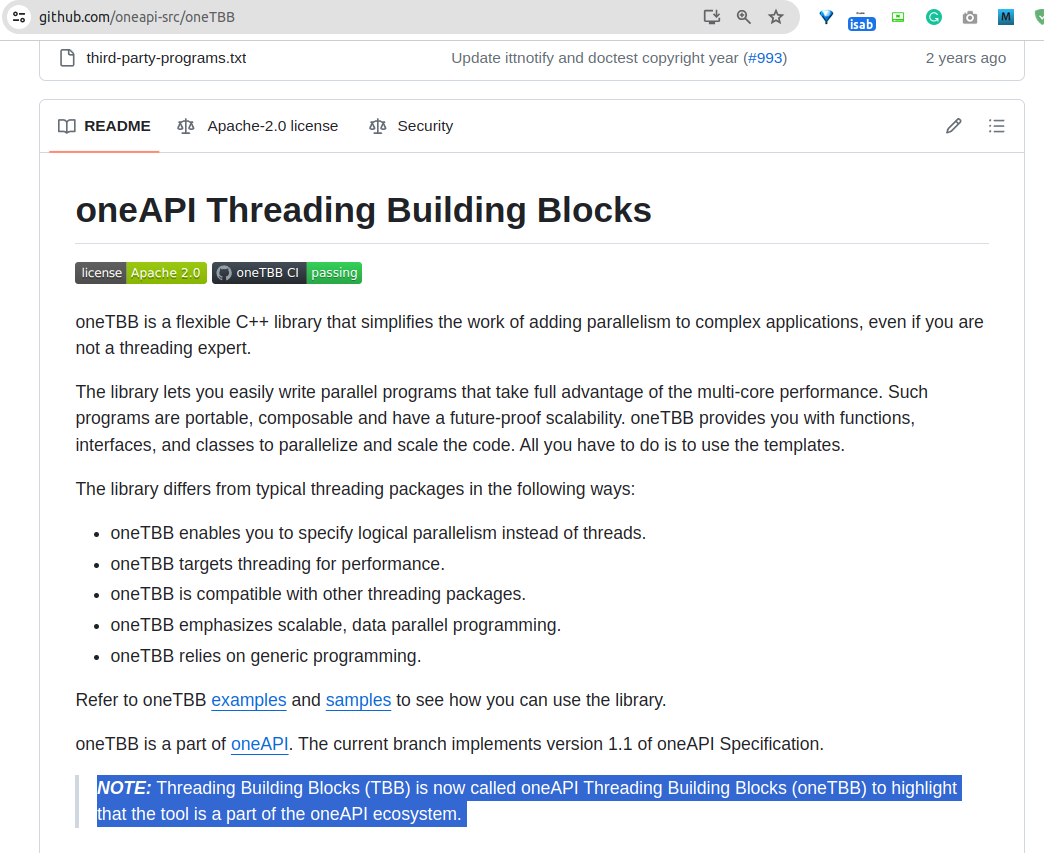 github.com/oneapi-src/oneTBB
isab
M
third-party-programs.txt Update ittnotify and doctest copyright year (#993) 2 years ago
README Apache-2.0 license Security
oneAPI Threading Building Blocks
license Apache 2.0 oneTBB CI passing
oneTBB is a flexible C++ library that simplifies the work of adding parallelism to complex applications, even if you are
not a threading expert.
The library lets you easily write parallel programs that take full advantage of the multi-core performance. Such
programs are portable, composable and have a future-proof scalability. oneTBB provides you with functions,
interfaces, and classes to parallelize and scale the code. All you have to do is to use the templates.
The library differs from typical threading packages in the following ways:
• oneTBB enables you to specify logical parallelism instead of threads.
• oneTBB targets threading for performance.
• oneTBB is compatible with other threading packages.
• oneTBB emphasizes scalable, data parallel programming.
• oneTBB relies on generic programming.
Refer to oneTBB examples and samples to see how you can use the library.
oneTBB is a part of oneAPI. The current branch implements version 1.1 of oneAPI Specification.
NOTE: Threading Building Blocks (TBB) is now called oneAPI Threading Building Blocks (oneTBB) to highlight
that the tool is a part of the oneAPI ecosystem.